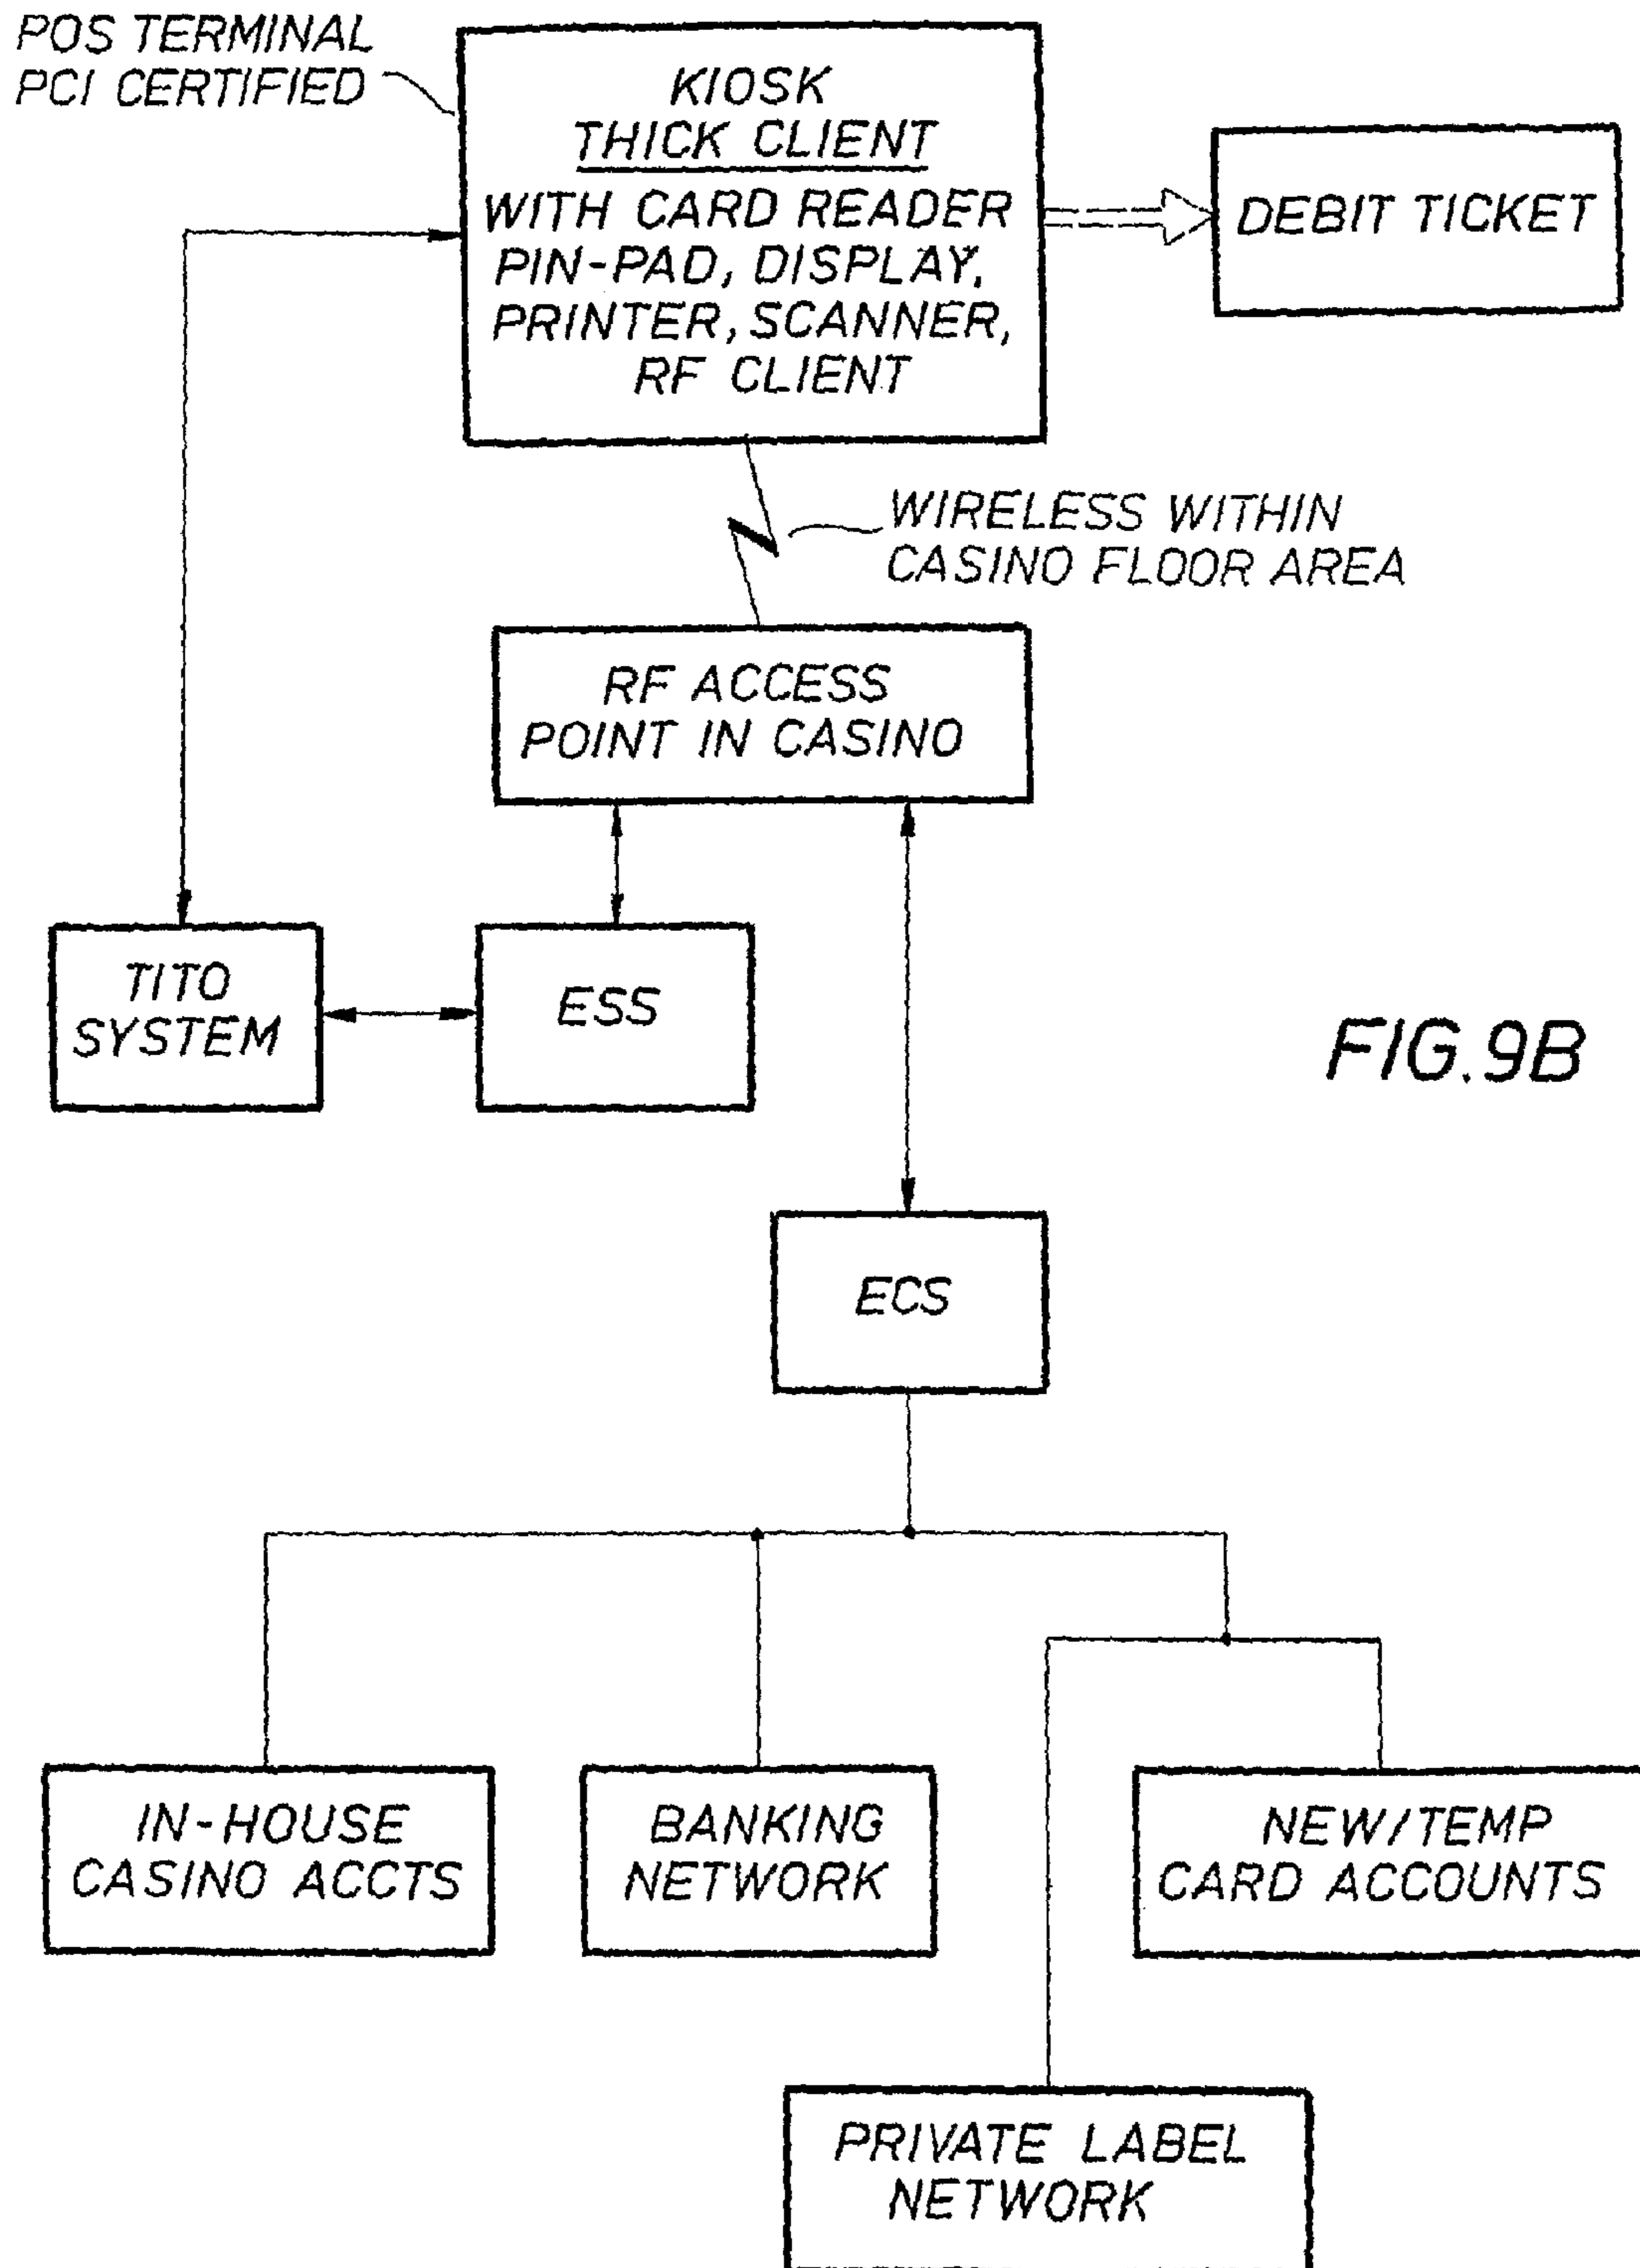 POS TERMINAL
PCI CERTIFIED
KIOSK
THICK CLIENT
WITH CARD READER
PIN-PAD, DISPLAY,
PRINTER, SCANNER,
RF CLIENT
DEBIT TICKET
WIRELESS WITHIN
CASINO FLOOR AREA
RF ACCESS
POINT IN CASINO
TITO
SYSTEM
ESS
FIG. 9B
ECS
IN-HOUSE
CASINO ACCTS
BANKING
NETWORK
NEW/TEMP
CARD ACCOUNTS
PRIVATE LABEL
NETWORK